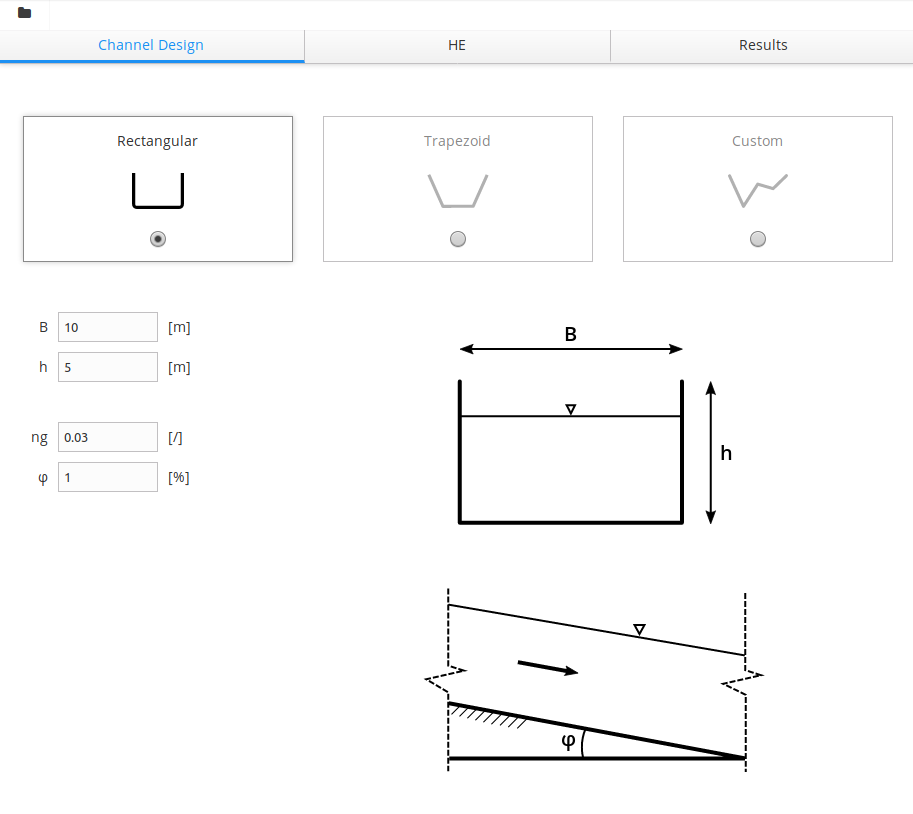 Channel Design HE Results
Rectangular Trapezoid Custom
B 10 [m]
h 5 [m]
ng 0.03 [/]
φ 1 [%]
B
h
φ